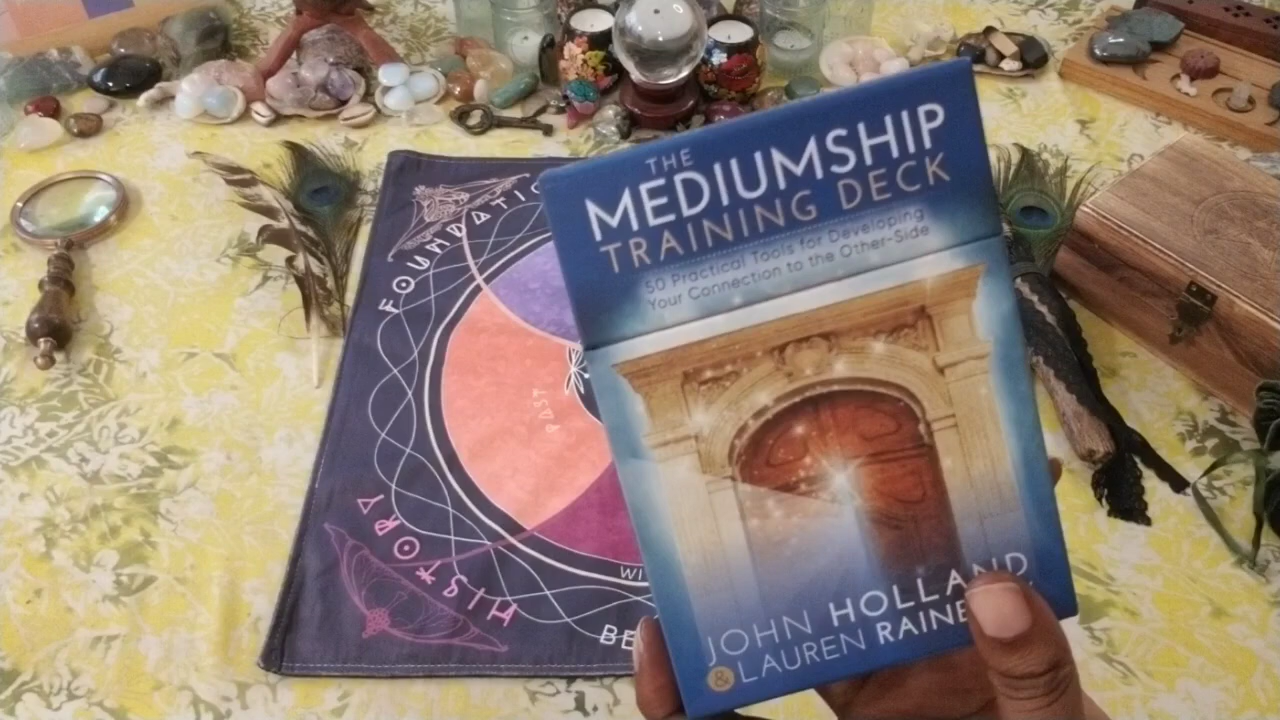 THE
MEDIUMSHIP
TRAINING DECK
50 Practical Tools for Developing
Your Connection to the Other-Side
JOHN HOLLAND
& LAUREN RAINE
PAST
HISTORY